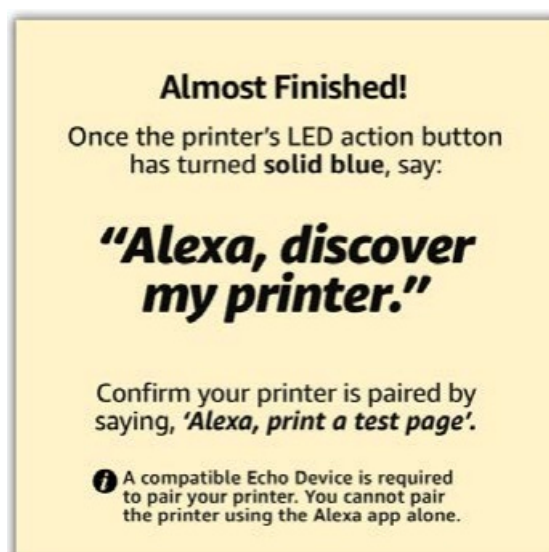 Almost Finished!
Once the printer's LED action button
has turned solid blue, say:
“Alexa, discover
my printer.”
Confirm your printer is paired by
saying, ‘Alexa, print a test page’.
i A compatible Echo Device is required
to pair your printer. You cannot pair
the printer using the Alexa app alone.